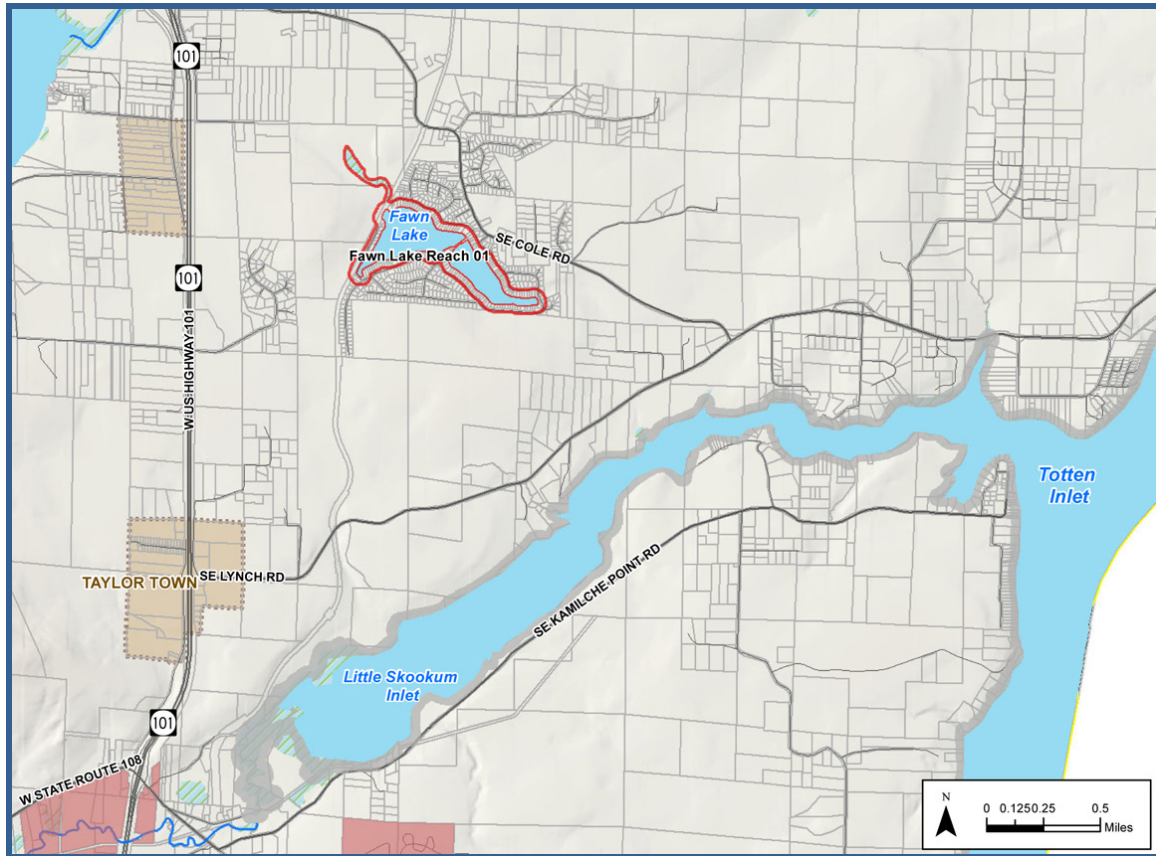 101
Fawn
Lake
Fawn Lake Reach 01
SE COLE RD
101
W US HIGHWAY 101
Totten
Inlet
SE KAMILCHE POINT RD
TAYLOR TOWN
SE LYNCH RD
Little Skookum
Inlet
101
W STATE ROUTE 108
N
0 0.125 0.25 0.5
Miles